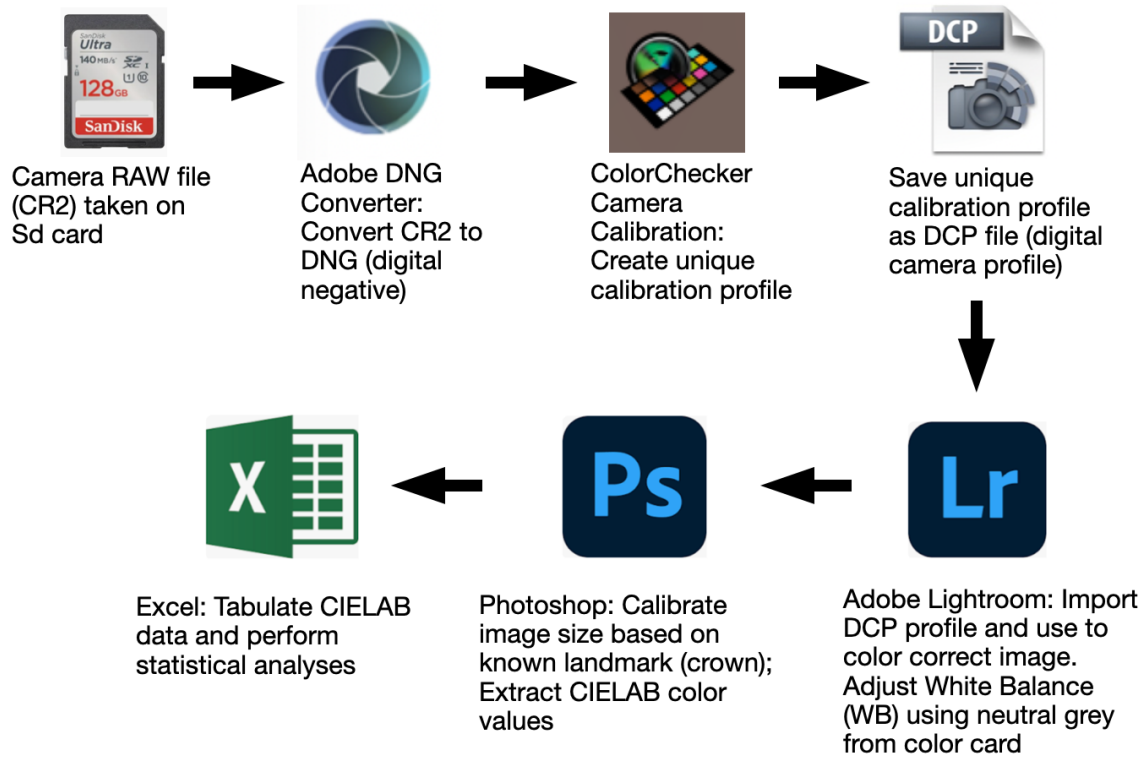 SanDisk
Ultra
140 MB/s
128GB
SanDisk
DCP
Camera RAW file
(CR2) taken on
Sd card
Adobe DNG
Converter:
Convert CR2 to
DNG (digital
negative)
ColorChecker
Camera
Calibration:
Create unique
calibration profile
Save unique
calibration profile
as DCP file (digital
camera profile)
X
Ps
Lr
Excel: Tabulate CIELAB
data and perform
statistical analyses
Photoshop: Calibrate
image size based on
known landmark (crown);
Extract CIELAB color
values
Adobe Lightroom: Import
DCP profile and use to
color correct image.
Adjust White Balance
(WB) using neutral grey
from color card